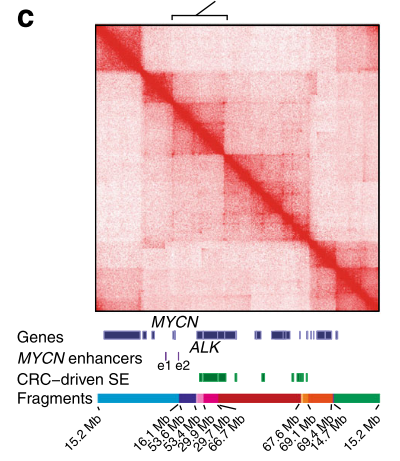 c
MYCN
Genes
ALK
MYCN enhancers
e1 e2
CRC–driven SE
Fragments
15.2 Mb
16.1 Mb
53.6 Mb
53.4 Mb
29.9 Mb
29.7 Mb
66.7 Mb
67.6 Mb
69.1 Mb
69.4 Mb
14.7 Mb
15.2 Mb